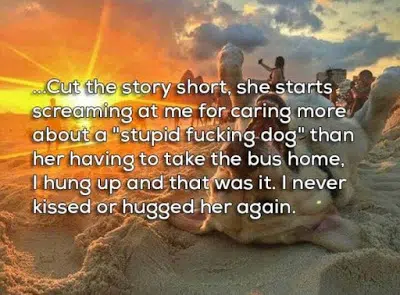 ...Cut the story short, she starts
screaming at me for caring more
about a "stupid fucking dog" than
her having to take the bus home,
I hung up and that was it. I never
kissed or hugged her again.